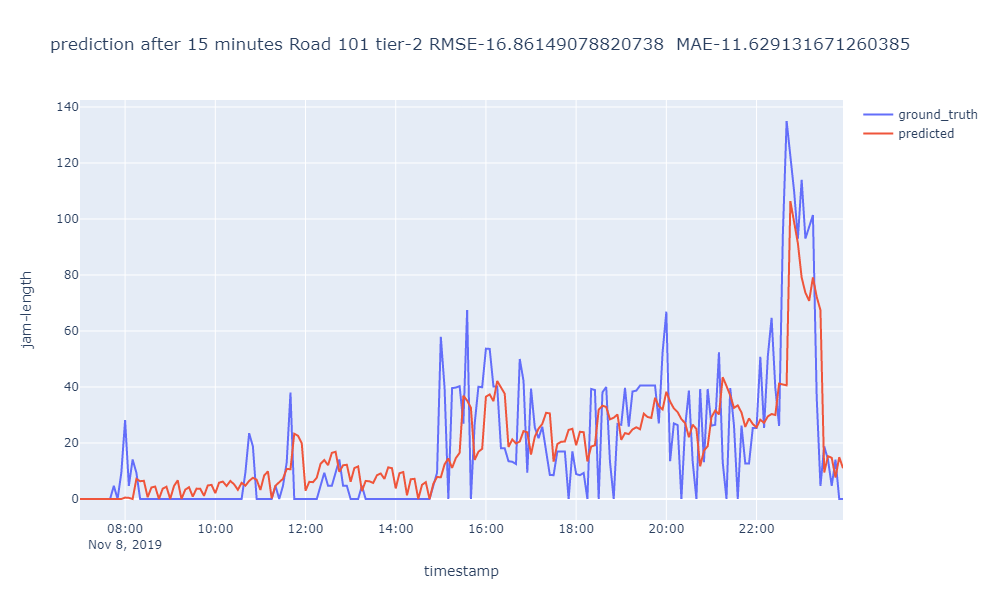 prediction after 15 minutes Road 101 tier-2 RMSE-16.86149078820738  MAE-11.629131671260385
ground_truth
predicted
jam-length
140
120
100
80
60
40
20
0
08:00 10:00 12:00 14:00 16:00 18:00 20:00 22:00
Nov 8, 2019
timestamp